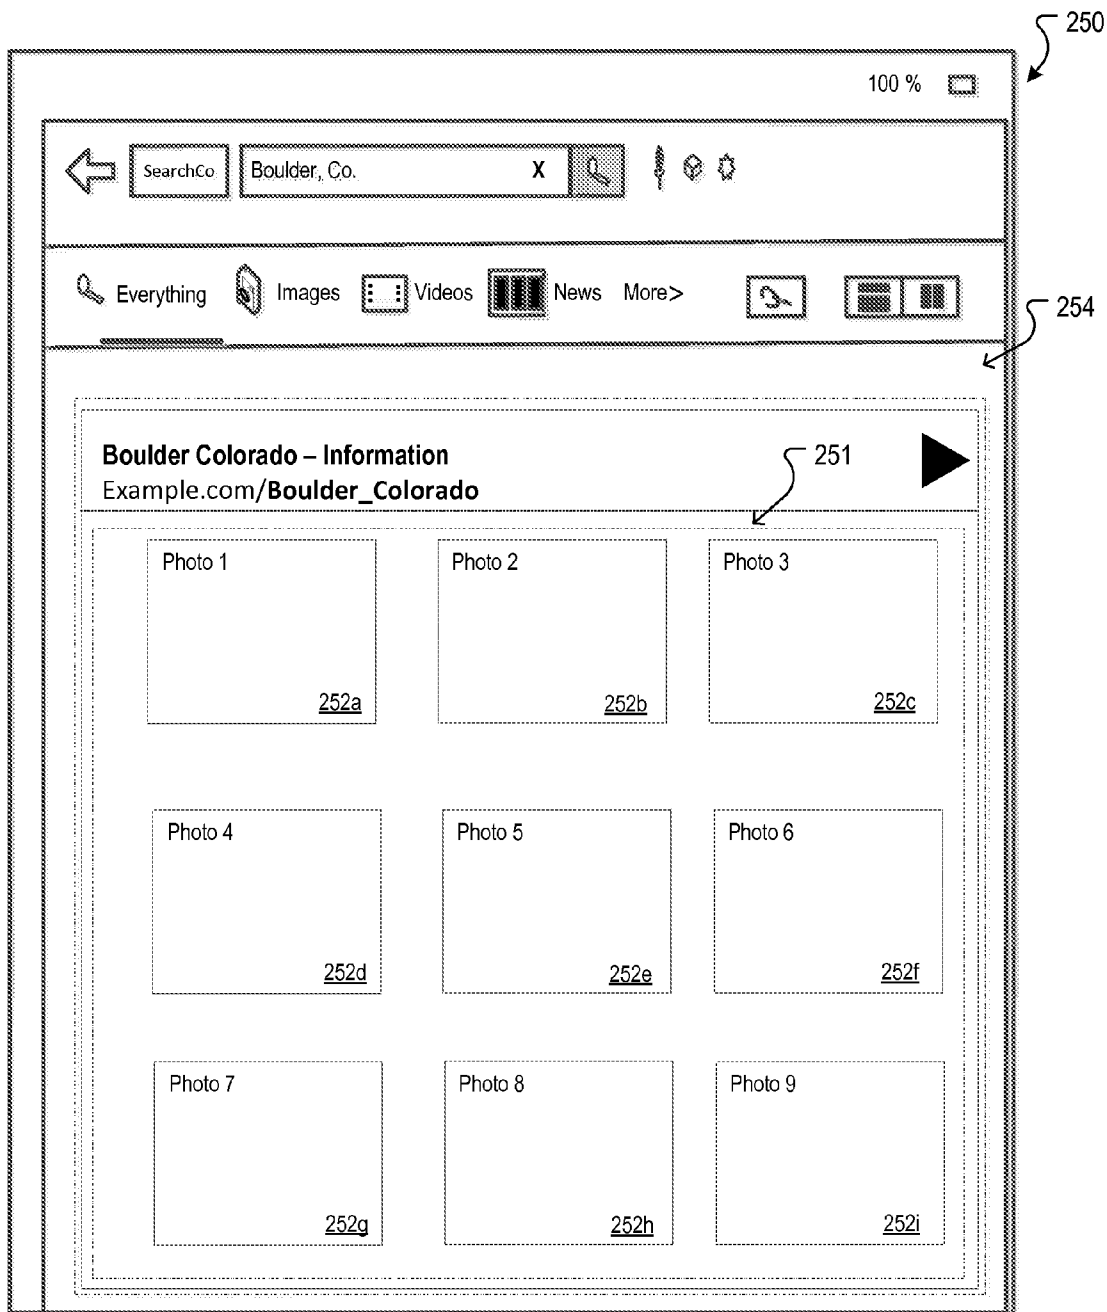 250
100 %
SearchCo Boulder, Co. X
Everything Images Videos News More>
254
Boulder Colorado – Information
Example.com/Boulder_Colorado
251
Photo 1 Photo 2 Photo 3
252a 252b 252c
Photo 4 Photo 5 Photo 6
252d 252e 252f
Photo 7 Photo 8 Photo 9
252g 252h 252i